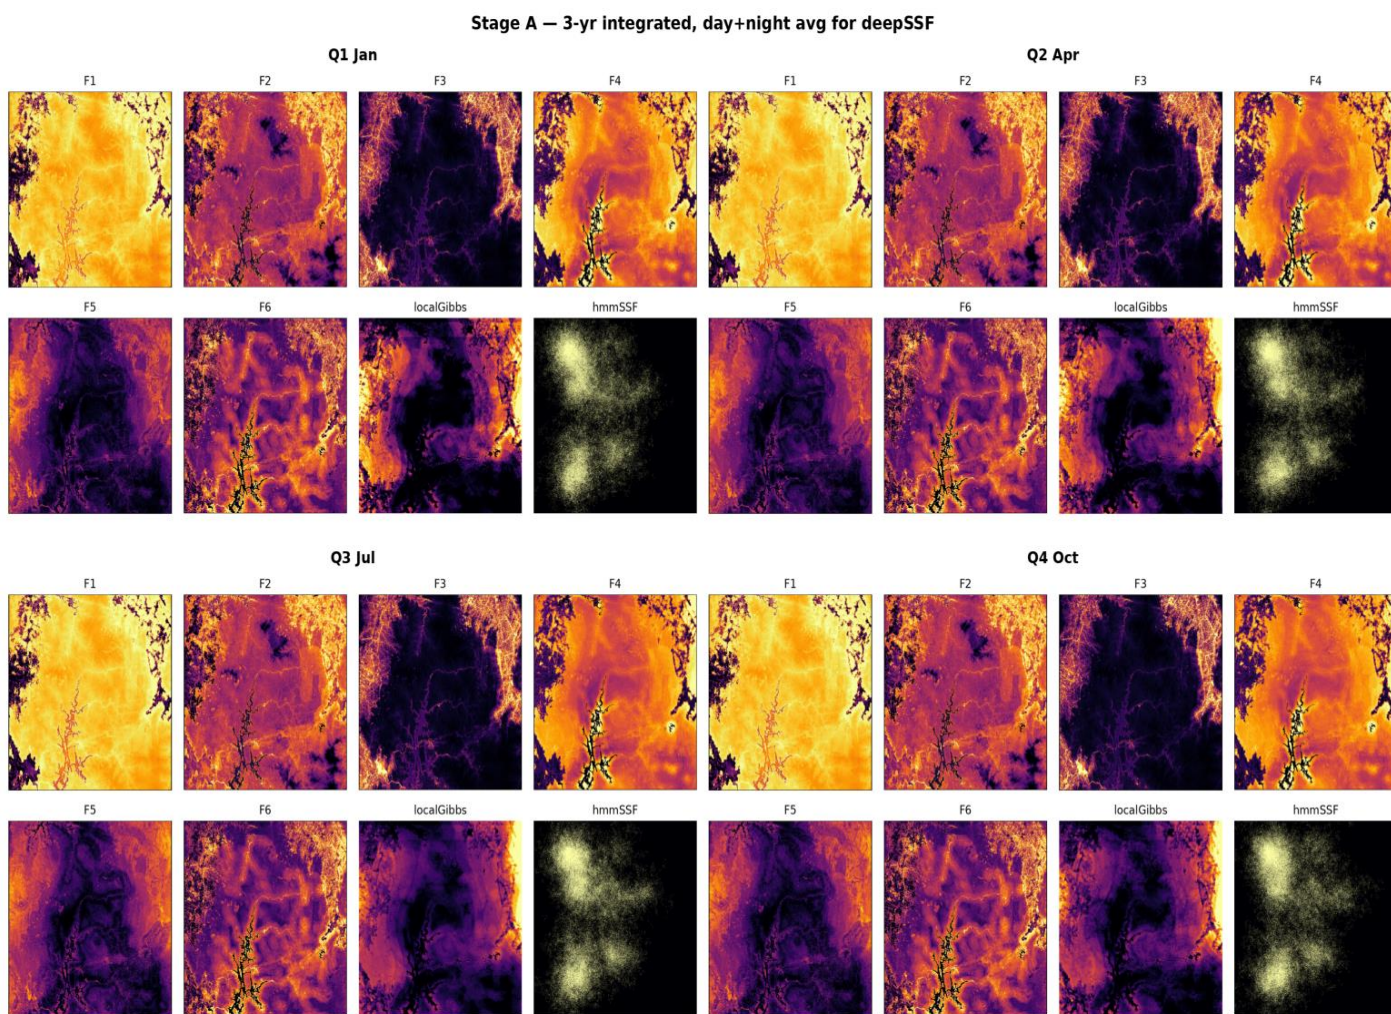 Stage A — 3-yr integrated, day+night avg for deepSSF
Q1 Jan
Q2 Apr
F1 F2 F3 F4 F1 F2 F3 F4
F5 F6 localGibbs hmmSSF F5 F6 localGibbs hmmSSF
Q3 Jul
Q4 Oct
F1 F2 F3 F4 F1 F2 F3 F4
F5 F6 localGibbs hmmSSF F5 F6 localGibbs hmmSSF